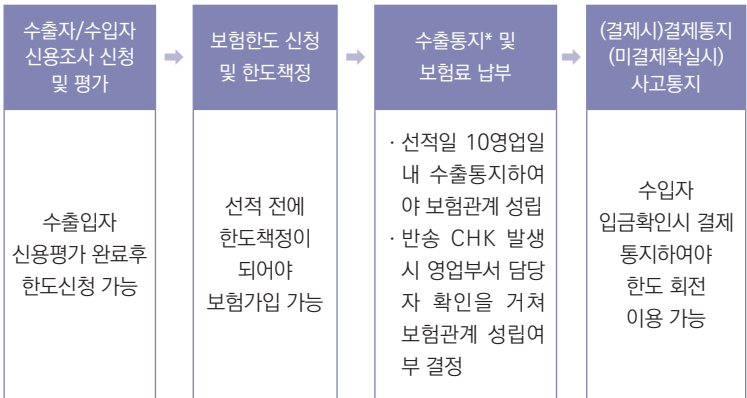 수출자/수입자
신용조사 신청
및 평가
수출입자
신용평가 완료후
한도신청 가능
보험한도 신청
및 한도책정
선적 전에
한도책정이
되어야
보험가입 가능
수출통지* 및
보험료 납부
· 선적일 10영업일
내 수출통지하여
야 보험관계 성립
· 반송 CHK 발생
시 영업부서 담당
자 확인을 거쳐
보험관계 성립여
부 결정
(결제시)결제통지
(미결제확실시)
사고통지
수입자
입금확인시 결제
통지하여야
한도 회전
이용 가능